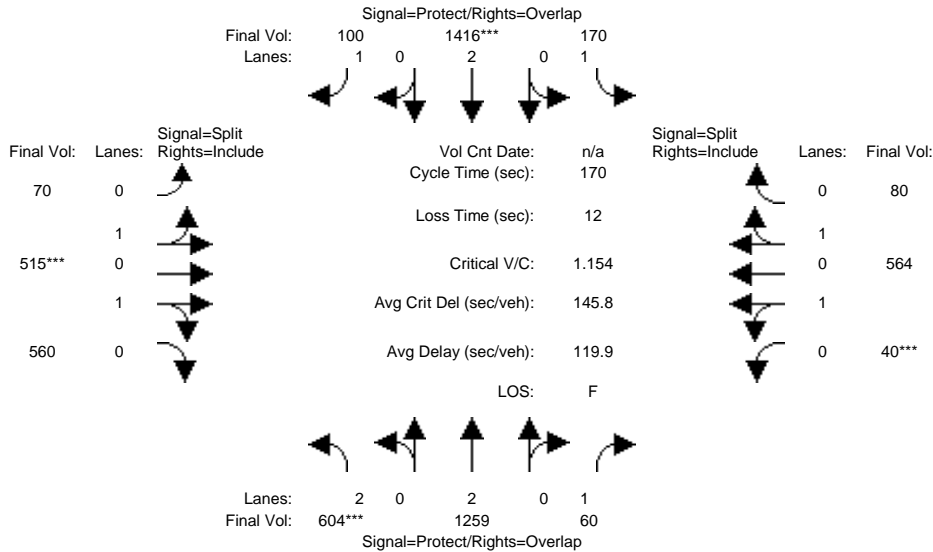 Signal=Protect/Rights=Overlap
Final Vol: 100 1416*** 170
Lanes: 1 0 2 0 1
Signal=Split
Final Vol: Lanes: Rights=Include
Vol Cnt Date: n/a
Signal=Split
Rights=Include Lanes: Final Vol:
Cycle Time (sec): 170
70 0
0 80
Loss Time (sec): 12
1
1
515*** 0
Critical V/C: 1.154
0 564
1
Avg Crit Del (sec/veh): 145.8
1
560 0
Avg Delay (sec/veh): 119.9
0 40***
LOS: F
Lanes: 2 0 2 0 1
Final Vol: 604*** 1259 60
Signal=Protect/Rights=Overlap